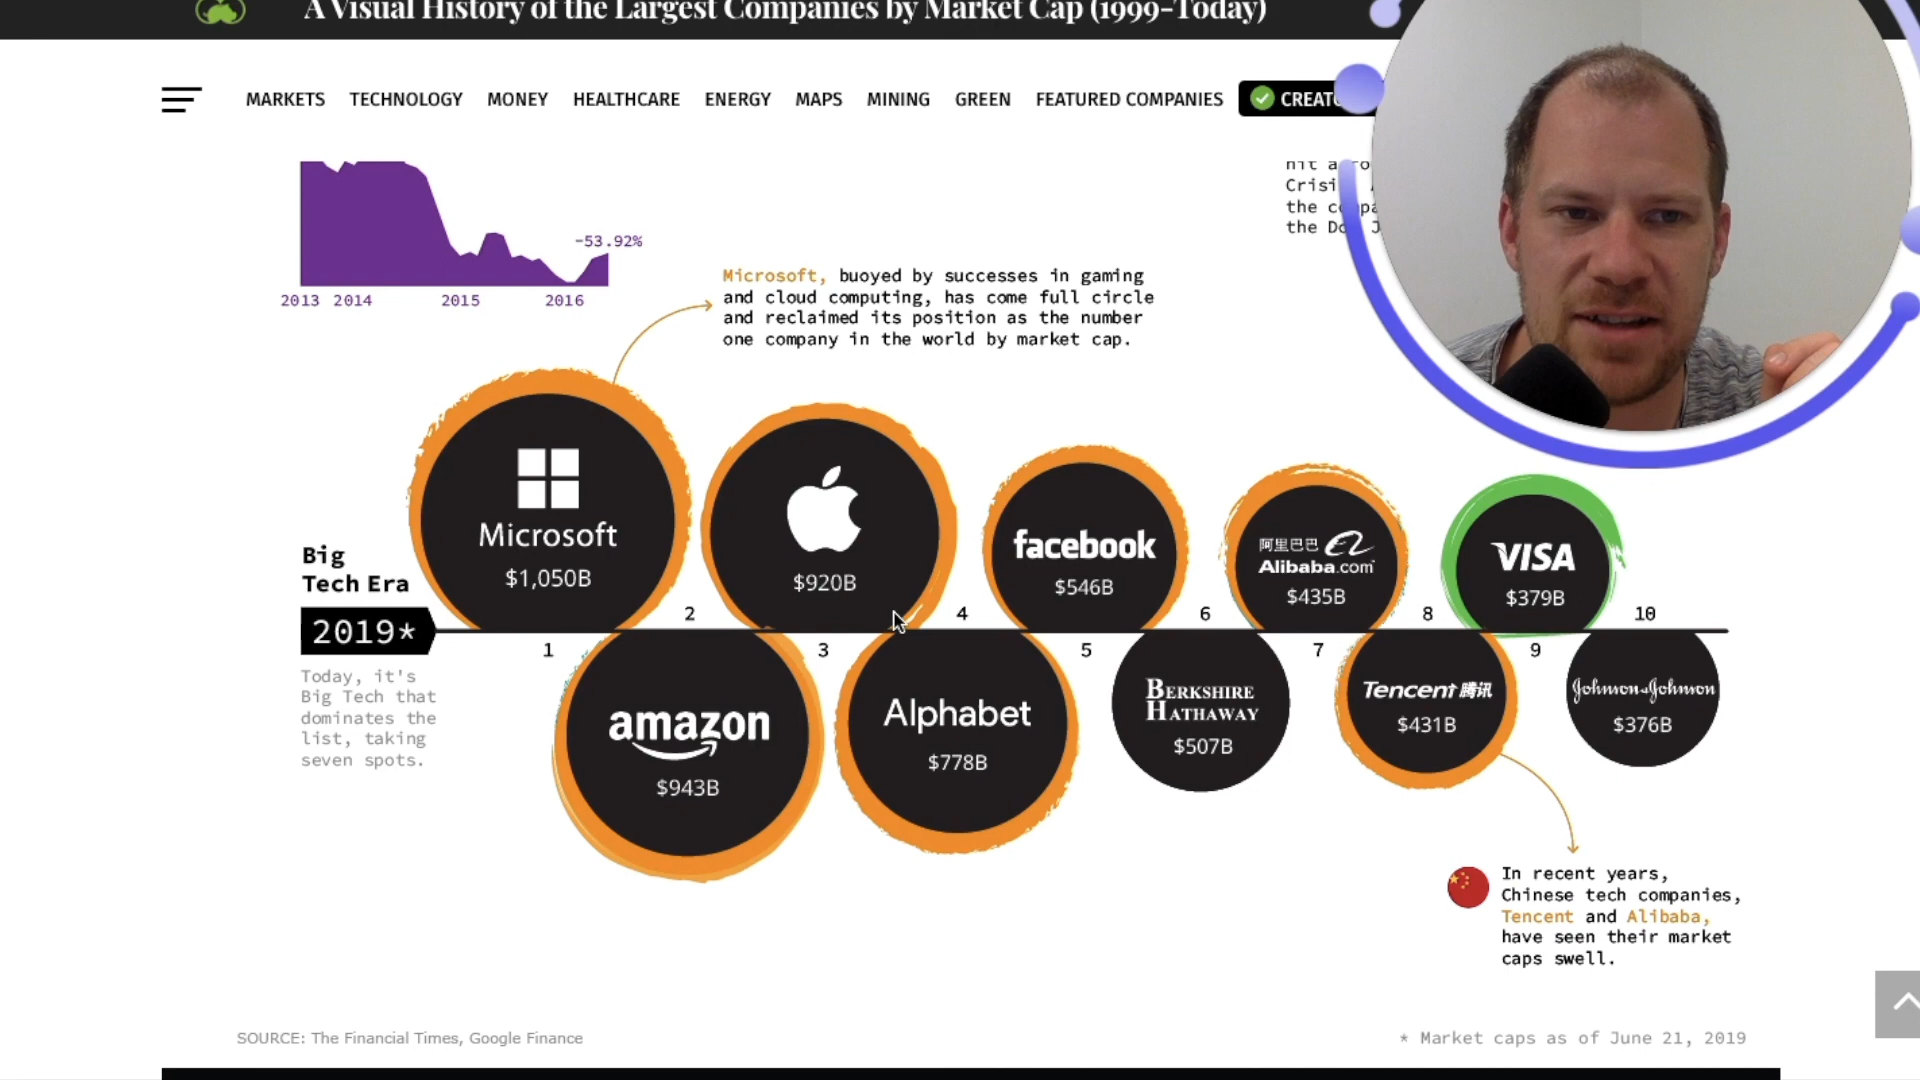 A Visual History of the Largest Companies by Market Cap (1999-Today)
MARKETS TECHNOLOGY MONEY HEALTHCARE ENERGY MAPS MINING GREEN FEATURED COMPANIES
-53.92%
2013 2014 2015 2016
the
the
Microsoft, buoyed by successes in gaming
and cloud computing, has come full circle
and reclaimed its position as the number
one company in the world by market cap.
Big
Tech Era
2019*
Today, it's
Big Tech that
dominates the
list, taking
seven spots.
Microsoft
$1,050B
1
amazon
$943B
2
$920B
3
Alphabet
$778B
4
facebook
$546B
5
BERKSHIRE
HATHAWAY
$507B
6
阿里巴巴
Alibaba.com
$435B
7
Tencent 腾讯
$431B
8
VISA
$379B
9
Johnson & Johnson
$376B
10
In recent years,
Chinese tech companies,
Tencent and Alibaba,
have seen their market
caps swell.
SOURCE: The Financial Times, Google Finance
* Market caps as of June 21, 2019